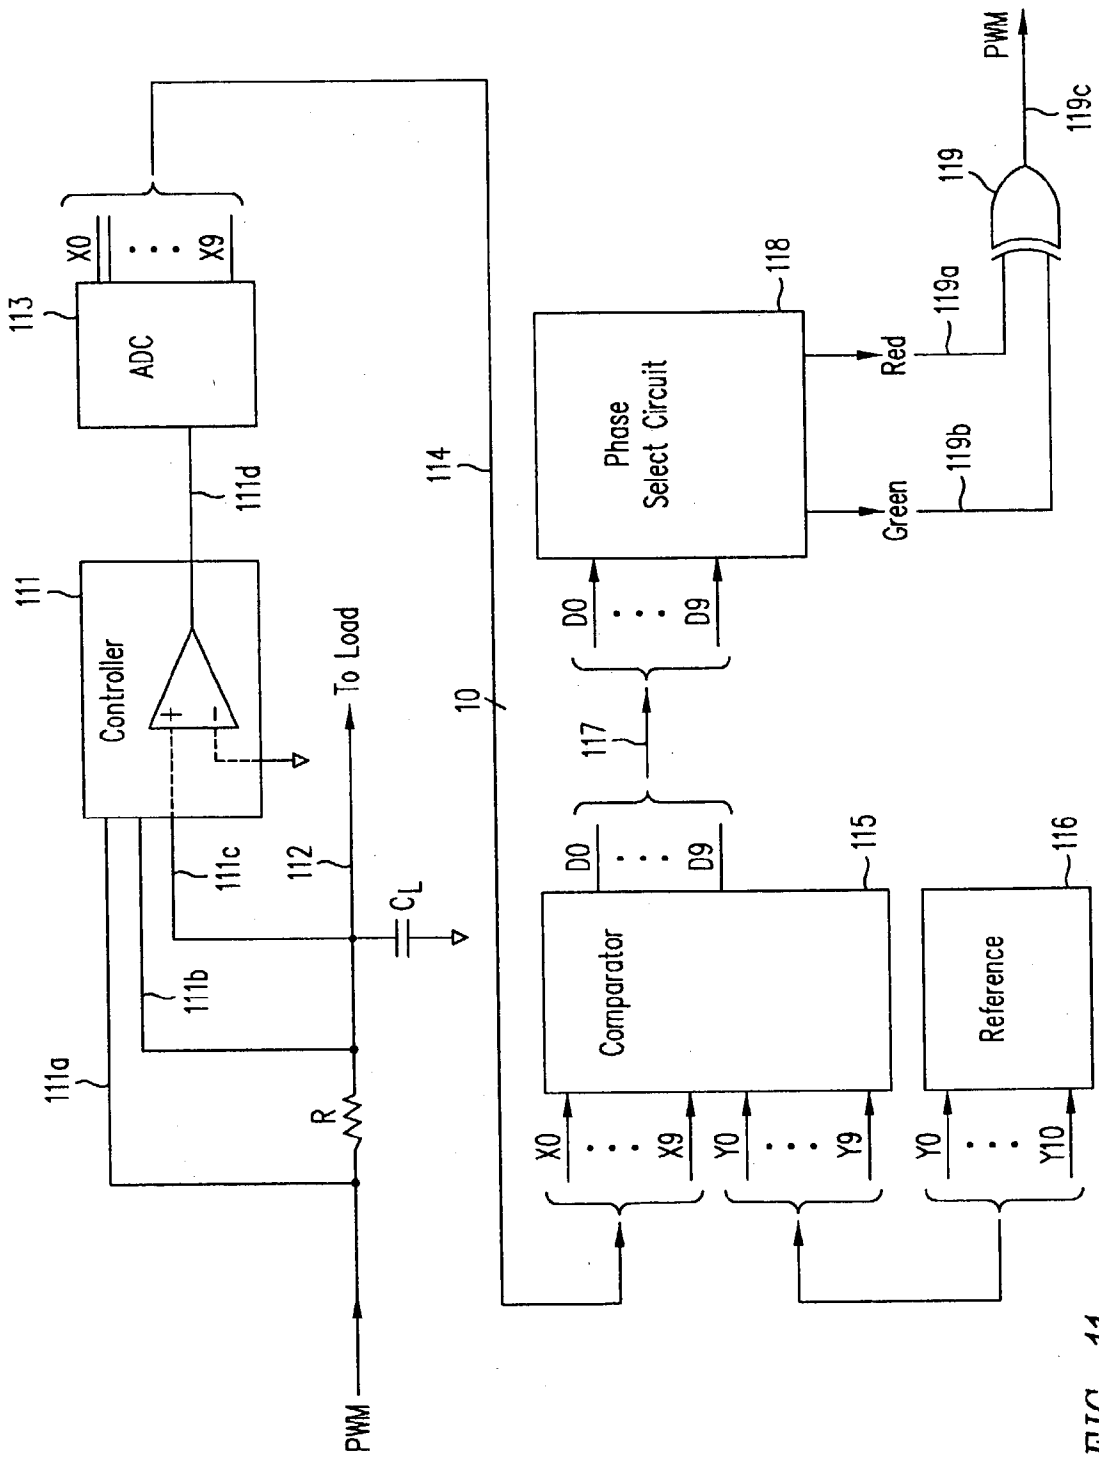 PWM
111a
R
111b
111c
112
C L
To Load
111
Controller
+
-
111d
113
ADC
X0
X9
114
10
X0
X9
Y0
Y9
Comparator
115
D0
D9
117
D0
D9
Phase
Select Circuit
118
Y0
Y10
Reference
116
Green
Red
119b
119a
119
119c
PWM